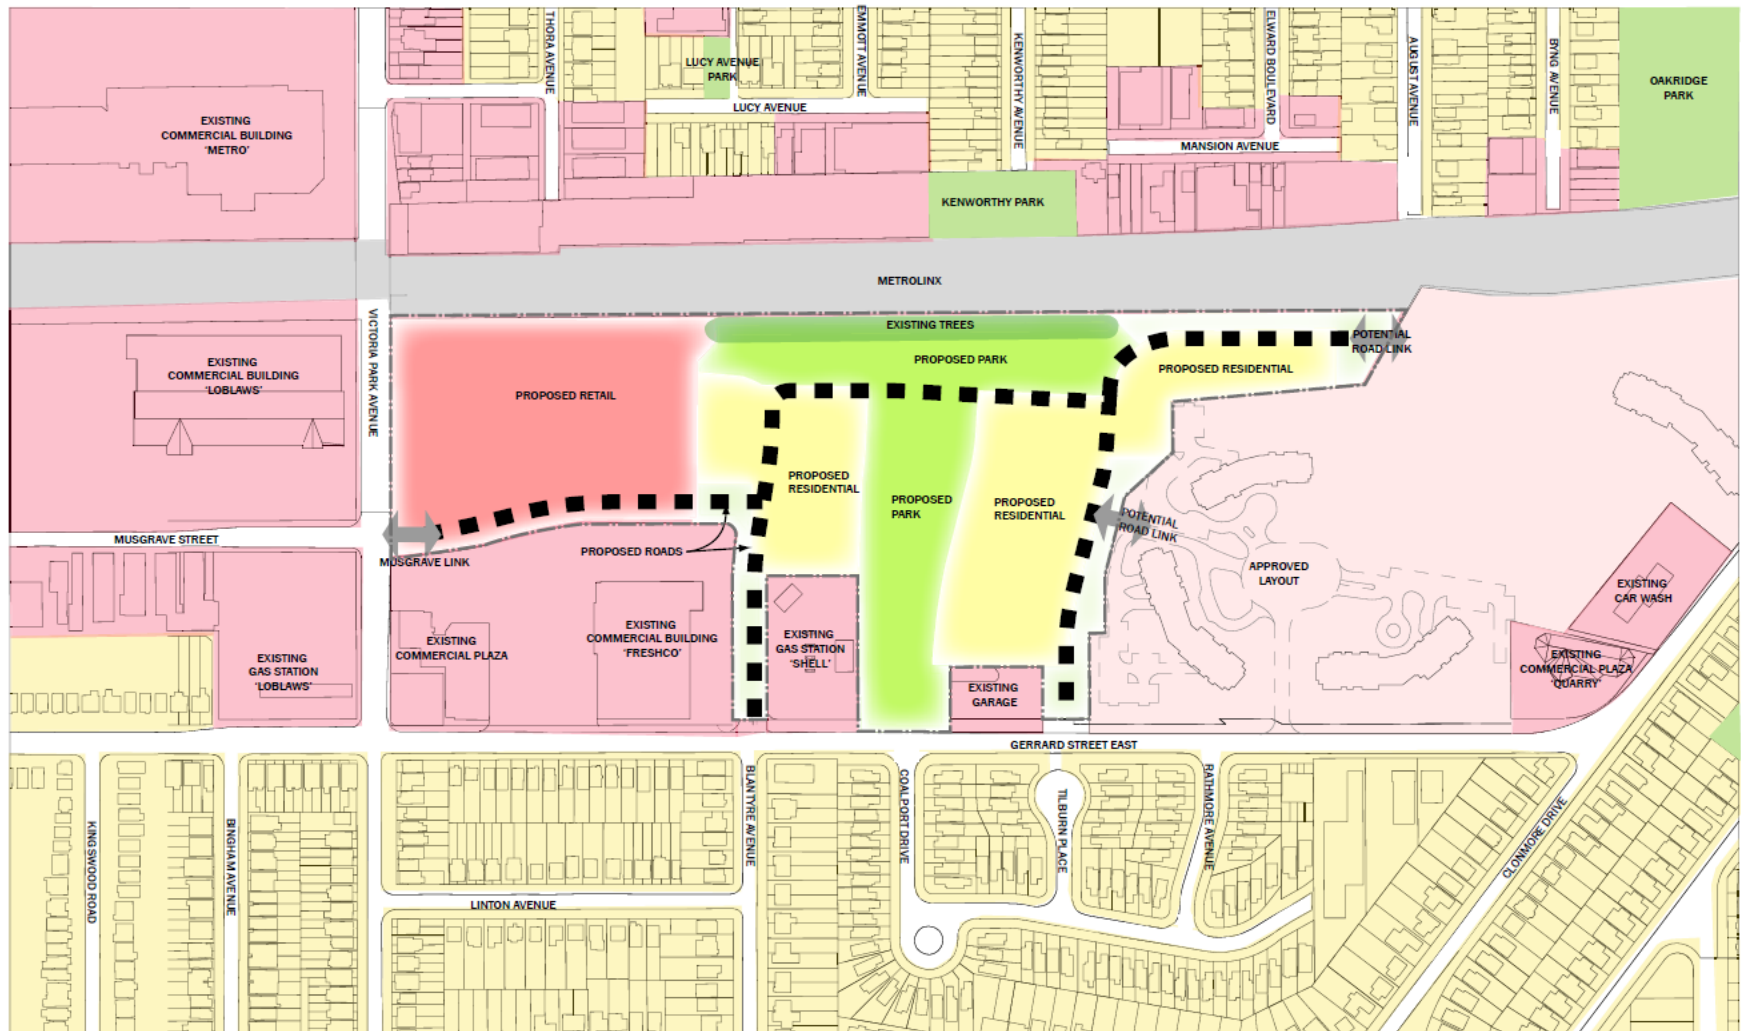 THORA AVENUE
EMMOTT AVENUE
KENWORTHY AVENUE
ELWARD BOULEVARD
AUGUST AVENUE
BYNG AVENUE
OAKRIDGE
PARK
LUCY AVENUE
PARK
LUCY AVENUE
EXISTING
COMMERCIAL BUILDING
'METRO'
MANSION AVENUE
KENWORTHY PARK
METROLINX
VICTORIA PARK AVENUE
EXISTING TREES
PROPOSED PARK
POTENTIAL
ROAD LINK
PROPOSED RESIDENTIAL
EXISTING
COMMERCIAL BUILDING
'LOBLAWS'
PROPOSED RETAIL
PROPOSED
RESIDENTIAL
PROPOSED
PARK
PROPOSED
RESIDENTIAL
POTENTIAL
ROAD LINK
MUSGRAVE STREET
MUSGRAVE LINK
PROPOSED ROADS
APPROVED
LAYOUT
EXISTING
CAR WASH
EXISTING
COMMERCIAL PLAZA
EXISTING
COMMERCIAL BUILDING
'FRESHCO'
EXISTING
GAS STATION
'SHELL'
EXISTING
GAS STATION
'LOBLAWS'
EXISTING
GARAGE
EXISTING
COMMERCIAL PLAZA
'QUARRY'
GERRARD STREET EAST
KINGSWOOD ROAD
BINGHAM AVENUE
BLANTYRE AVENUE
COALPORT DRIVE
TILBURN PLACE
RATHMORE AVENUE
CLONMORE DRIVE
LINTON AVENUE